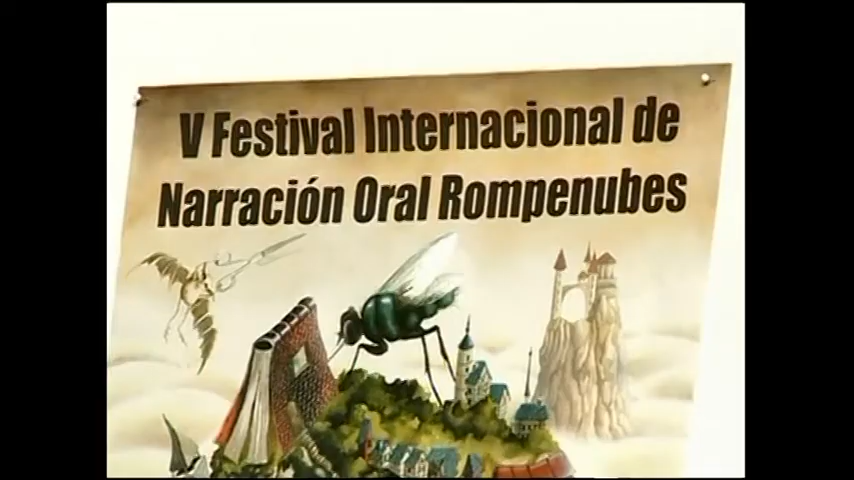 V Festival Internacional de
Narración Oral Rompenubes